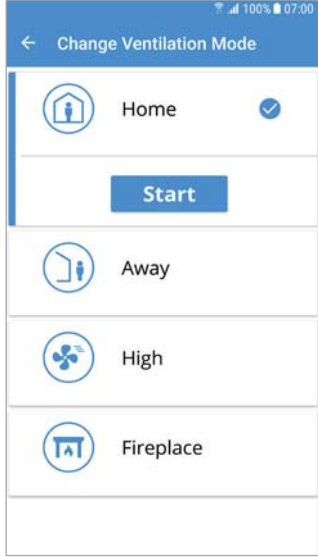 100% 07:00
Change Ventilation Mode
Home
Start
Away
High
Fireplace